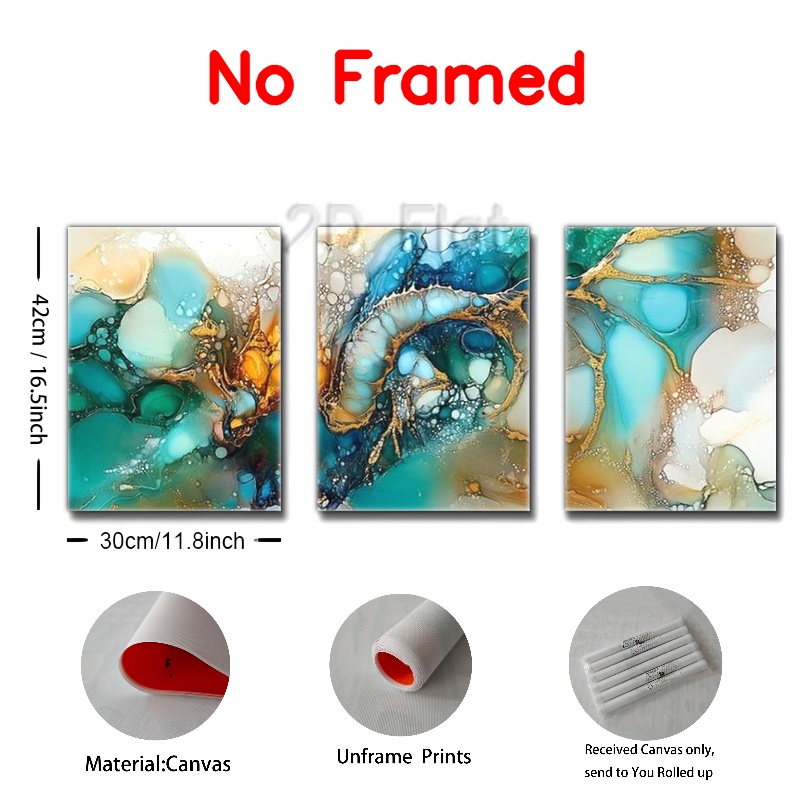 No Framed
2D Flat
42cm / 16.5inch
30cm/11.8inch
Material:Canvas
Unframe Prints
Received Canvas only,
send to You Rolled up